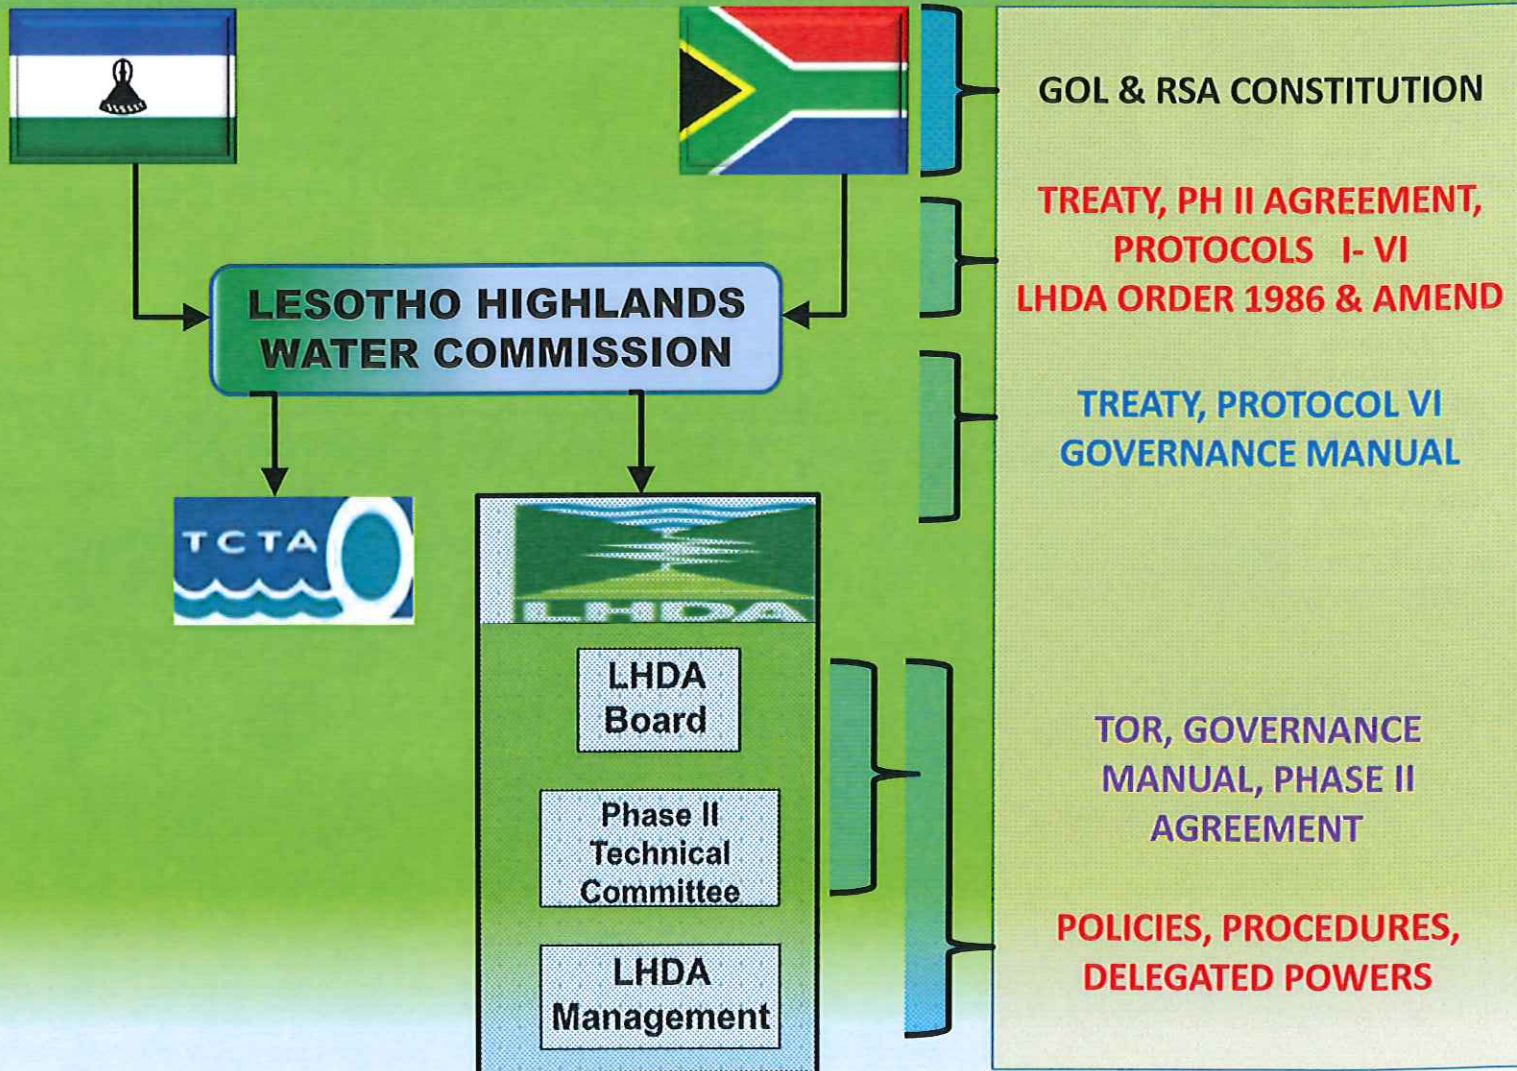 GOL & RSA CONSTITUTION
TREATY, PH II AGREEMENT,
PROTOCOLS I- VI
LHDA ORDER 1986 & AMEND
LESOTHO HIGHLANDS
WATER COMMISSION
TREATY, PROTOCOL VI
GOVERNANCE MANUAL
TCTA
LHDA
LHDA
Board
Phase II
Technical
Committee
LHDA
Management
TOR, GOVERNANCE
MANUAL, PHASE II
AGREEMENT
POLICIES, PROCEDURES,
DELEGATED POWERS